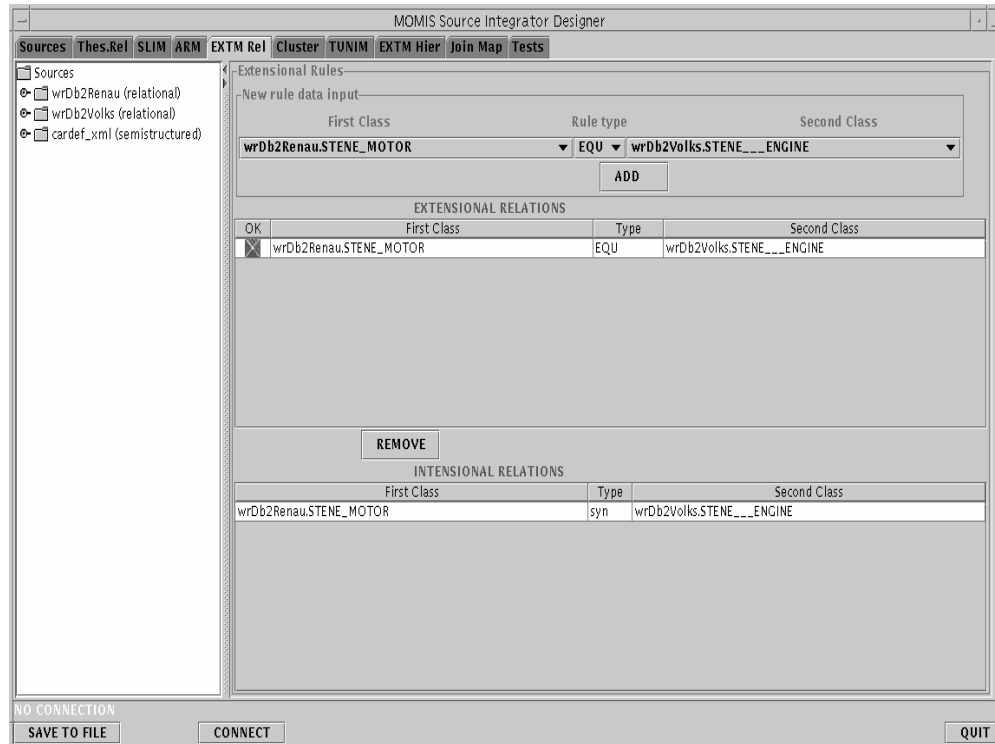 MOMIS Source Integrator Designer
Sources Thes.Rel SLIM ARM EXTM Rel Cluster TUNIM EXTM Hier Join Map Tests
Sources
wrDb2Renau (relational)
wrDb2Volks (relational)
cardef_xml (semistructured)
Extensional Rules
New rule data input
First Class Rule type Second Class
wrDb2Renau.STENE_MOTOR EQU wrDb2Volks.STENE___ENGINE
ADD
EXTENSIONAL RELATIONS
OK First Class Type Second Class
wrDb2Renau.STENE_MOTOR EQU wrDb2Volks.STENE___ENGINE
REMOVE
INTENSIONAL RELATIONS
First Class Type Second Class
wrDb2Renau.STENE_MOTOR syn wrDb2Volks.STENE___ENGINE
NO CONNECTION
SAVE TO FILE CONNECT QUIT